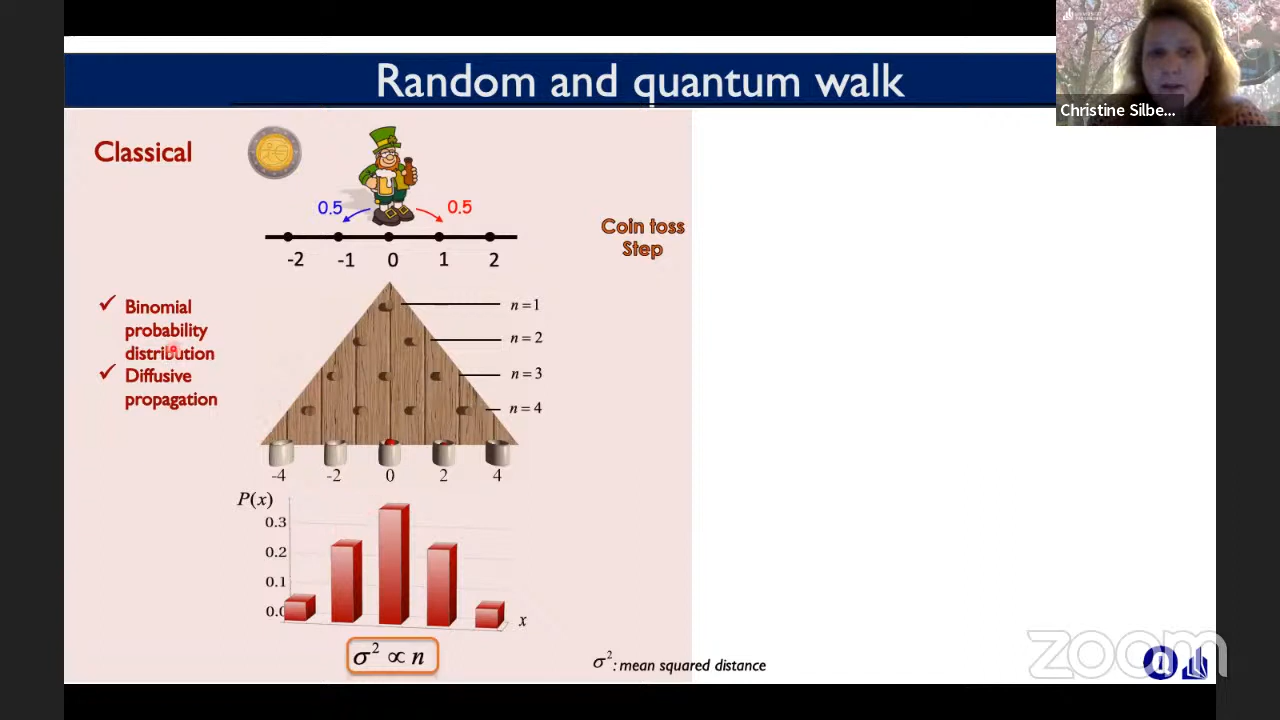 Random and quantum walk
Christine Silbe...
Classical
0.5
0.5
Coin toss
Step
-2 -1 0 1 2
✓ Binomial
probability
distribution
✓ Diffusive
propagation
n = 1
n = 2
n = 3
n = 4
-4 -2 0 2 4
P(x)
0.3
0.2
0.1
0.0
x
σ² ∝ n
σ²: mean squared distance
zoom